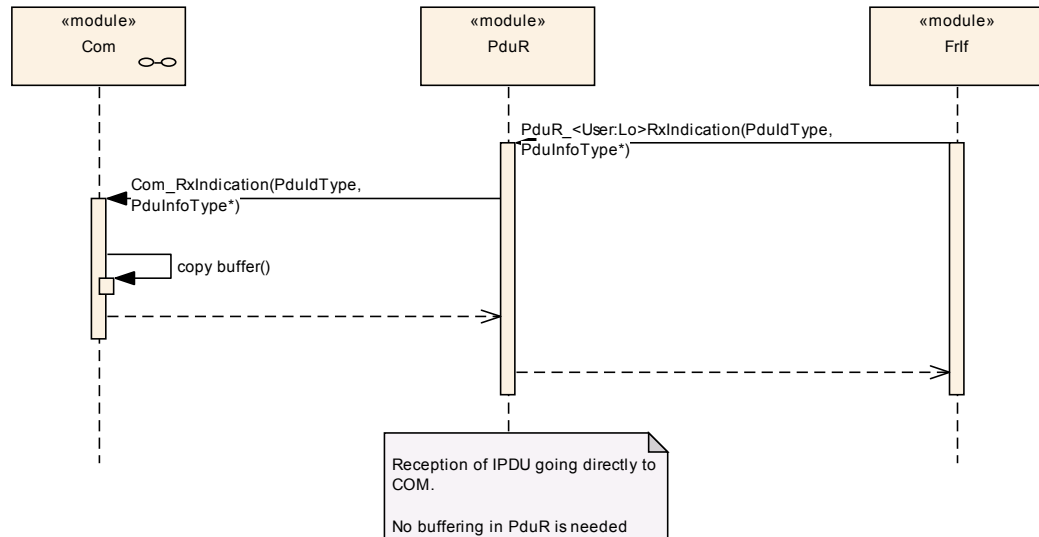 «module»
Com
«module»
PduR
«module»
FrIf
PduR_<User:Lo>RxIndication(PduIdType,
PduInfoType*)
Com_RxIndication(PduIdType,
PduInfoType*)
copy buffer()
Reception of IPDU going directly to
COM.
No buffering in PduR is needed